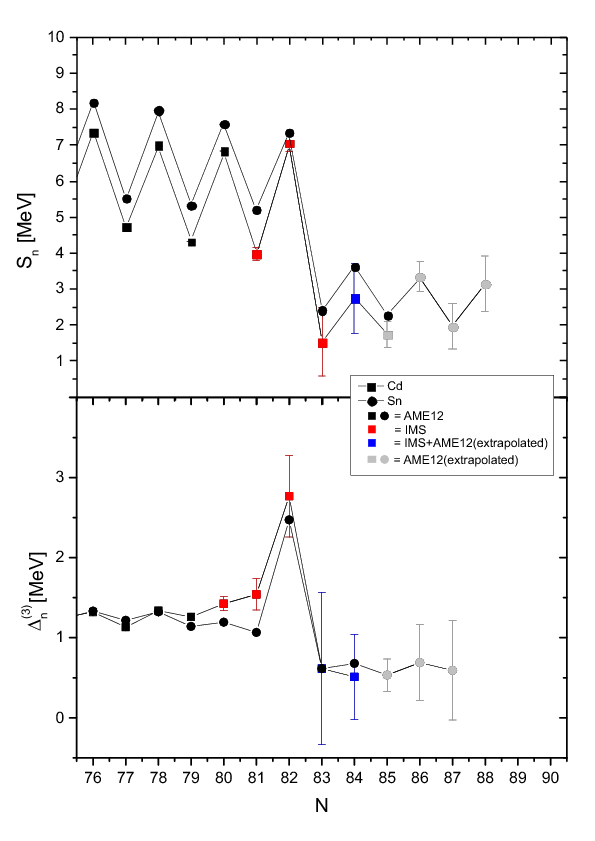 10
9
8
7
6
5
4
3
2
1
S_n [MeV]
Cd
Sn
= AME12
= IMS
= IMS+AME12(extrapolated)
= AME12(extrapolated)
3
2
1
0
Δ_n^(3) [MeV]
76 77 78 79 80 81 82 83 84 85 86 87 88 89 90
N